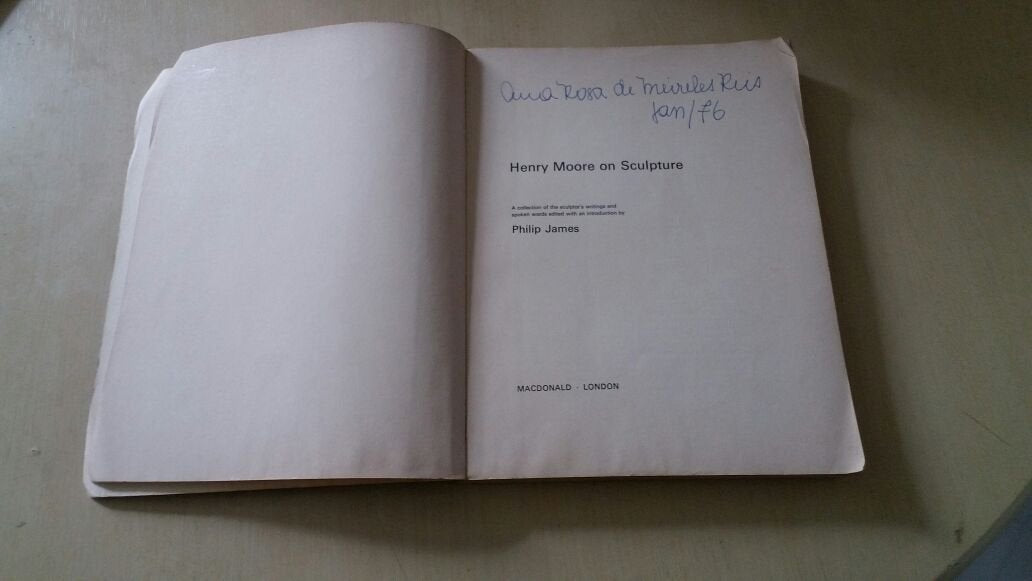 Ana Rosa de Meireles Reis
Jan/76
Henry Moore on Sculpture
A collection of the sculptor's writings and
spoken words edited with an introduction by
Philip James
MACDONALD · LONDON